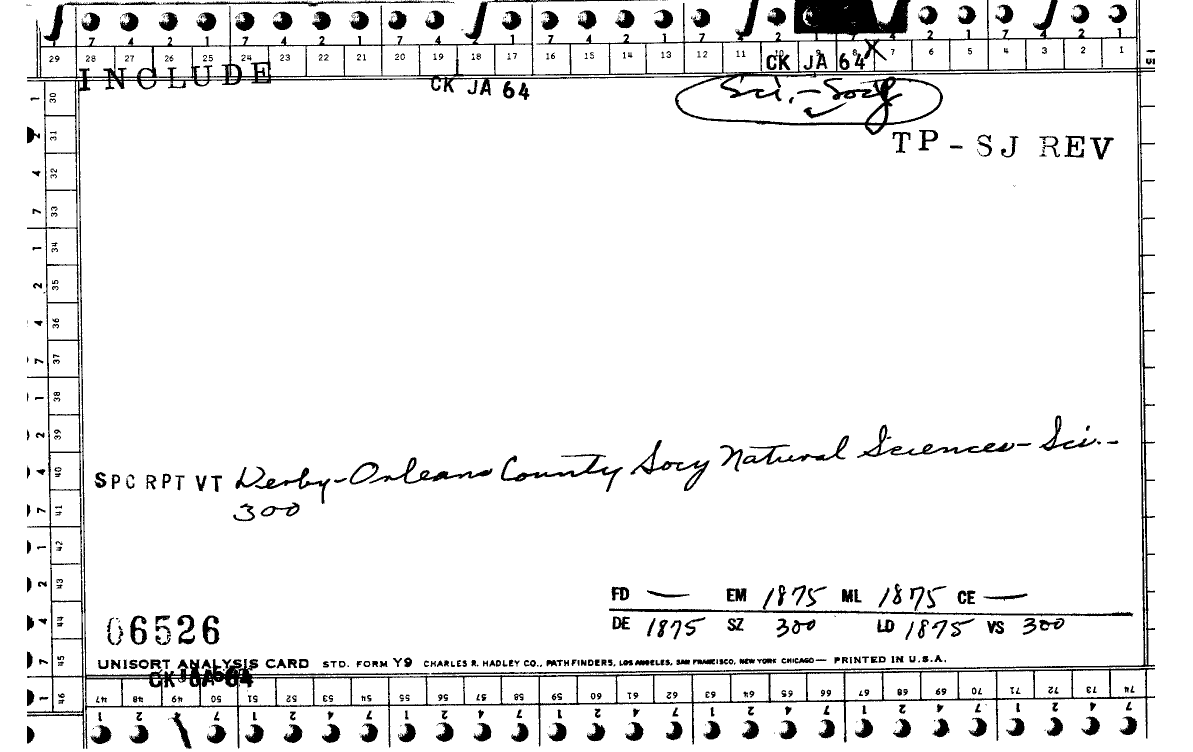 7 4 2 1 7 4 2 1 7 4 2 1 7 4 2 1 7 2 1 4 2 1
29 28 27 26 25 24 23 22 21 20 19 18 17 16 15 14 13 12 11 10 9 8 7 6 5 4 3 2 1
INCLUDE CK JA 64 CK JA 64 X
Sci.-Socy
TP-SJ REV
1 30
2 31
4 32
7 33
1 34
2 35
4 36
7 37
1 38
2 39
4 40
7 41
1 42
2 43
4 44
7 45
1 46
SPC RPT VT Derby-Orleans County Socy Natural Sciences-Sci.-
300
FD — EM 1875 ML 1875 CE —
DE 1875 SZ 300 LD 1875 VS 300
06526
UNISORT ANALYSIS CARD STD. FORM Y9 CHARLES R. HADLEY CO., PATHFINDERS, LOS ANGELES, SAN FRANCISCO, NEW YORK CHICAGO — PRINTED IN U.S.A.
CK JA 64
47 48 49 50 51 52 53 54 55 56 57 58 59 60 61 62 63 64 65 66 67 68 69 70 71 72 73 74
1 2 7 1 2 4 7 1 2 4 7 1 2 4 7 1 2 4 7 1 2 4 7 1 2 4 7